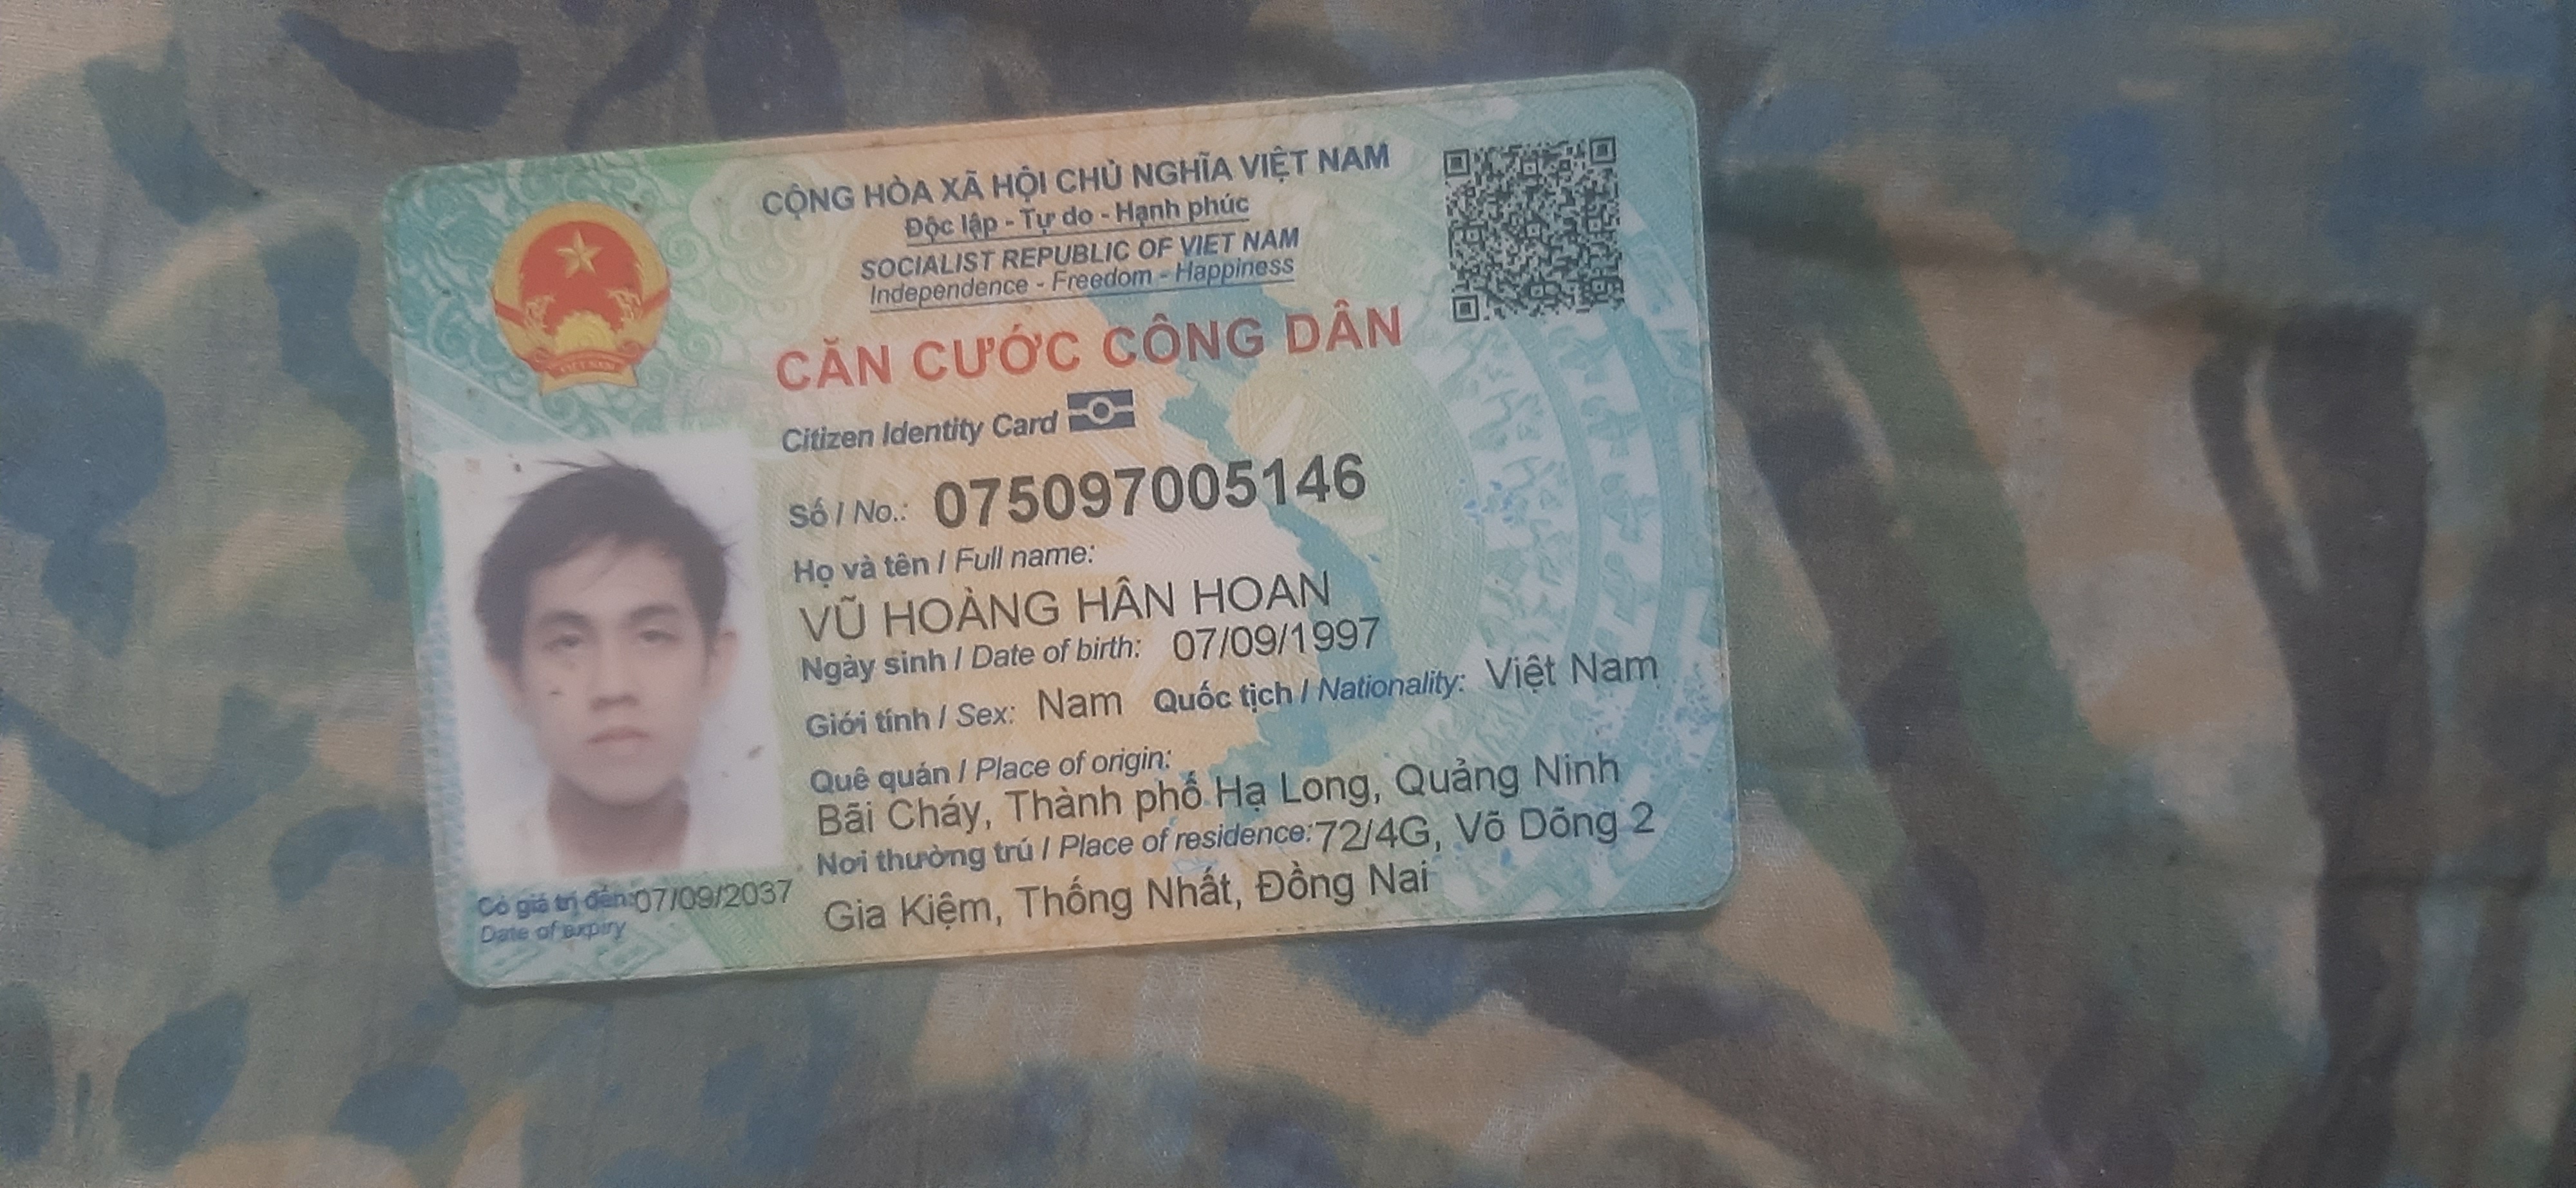 CỘNG HÒA XÃ HỘI CHỦ NGHĨA VIỆT NAM
Độc lập - Tự do - Hạnh phúc
SOCIALIST REPUBLIC OF VIET NAM
Independence - Freedom - Happiness
CĂN CƯỚC CÔNG DÂN
Citizen Identity Card
Số / No.: 075097005146
Họ và tên / Full name:
VŨ HOÀNG HÂN HOAN
Ngày sinh / Date of birth: 07/09/1997
Giới tính / Sex: Nam Quốc tịch / Nationality: Việt Nam
Quê quán / Place of origin:
Bãi Cháy, Thành phố Hạ Long, Quảng Ninh
Nơi thường trú / Place of residence: 72/4G, Võ Dõng 2
Gia Kiệm, Thống Nhất, Đồng Nai
Có giá trị đến: 07/09/2037
Date of expiry
VIỆT NAM